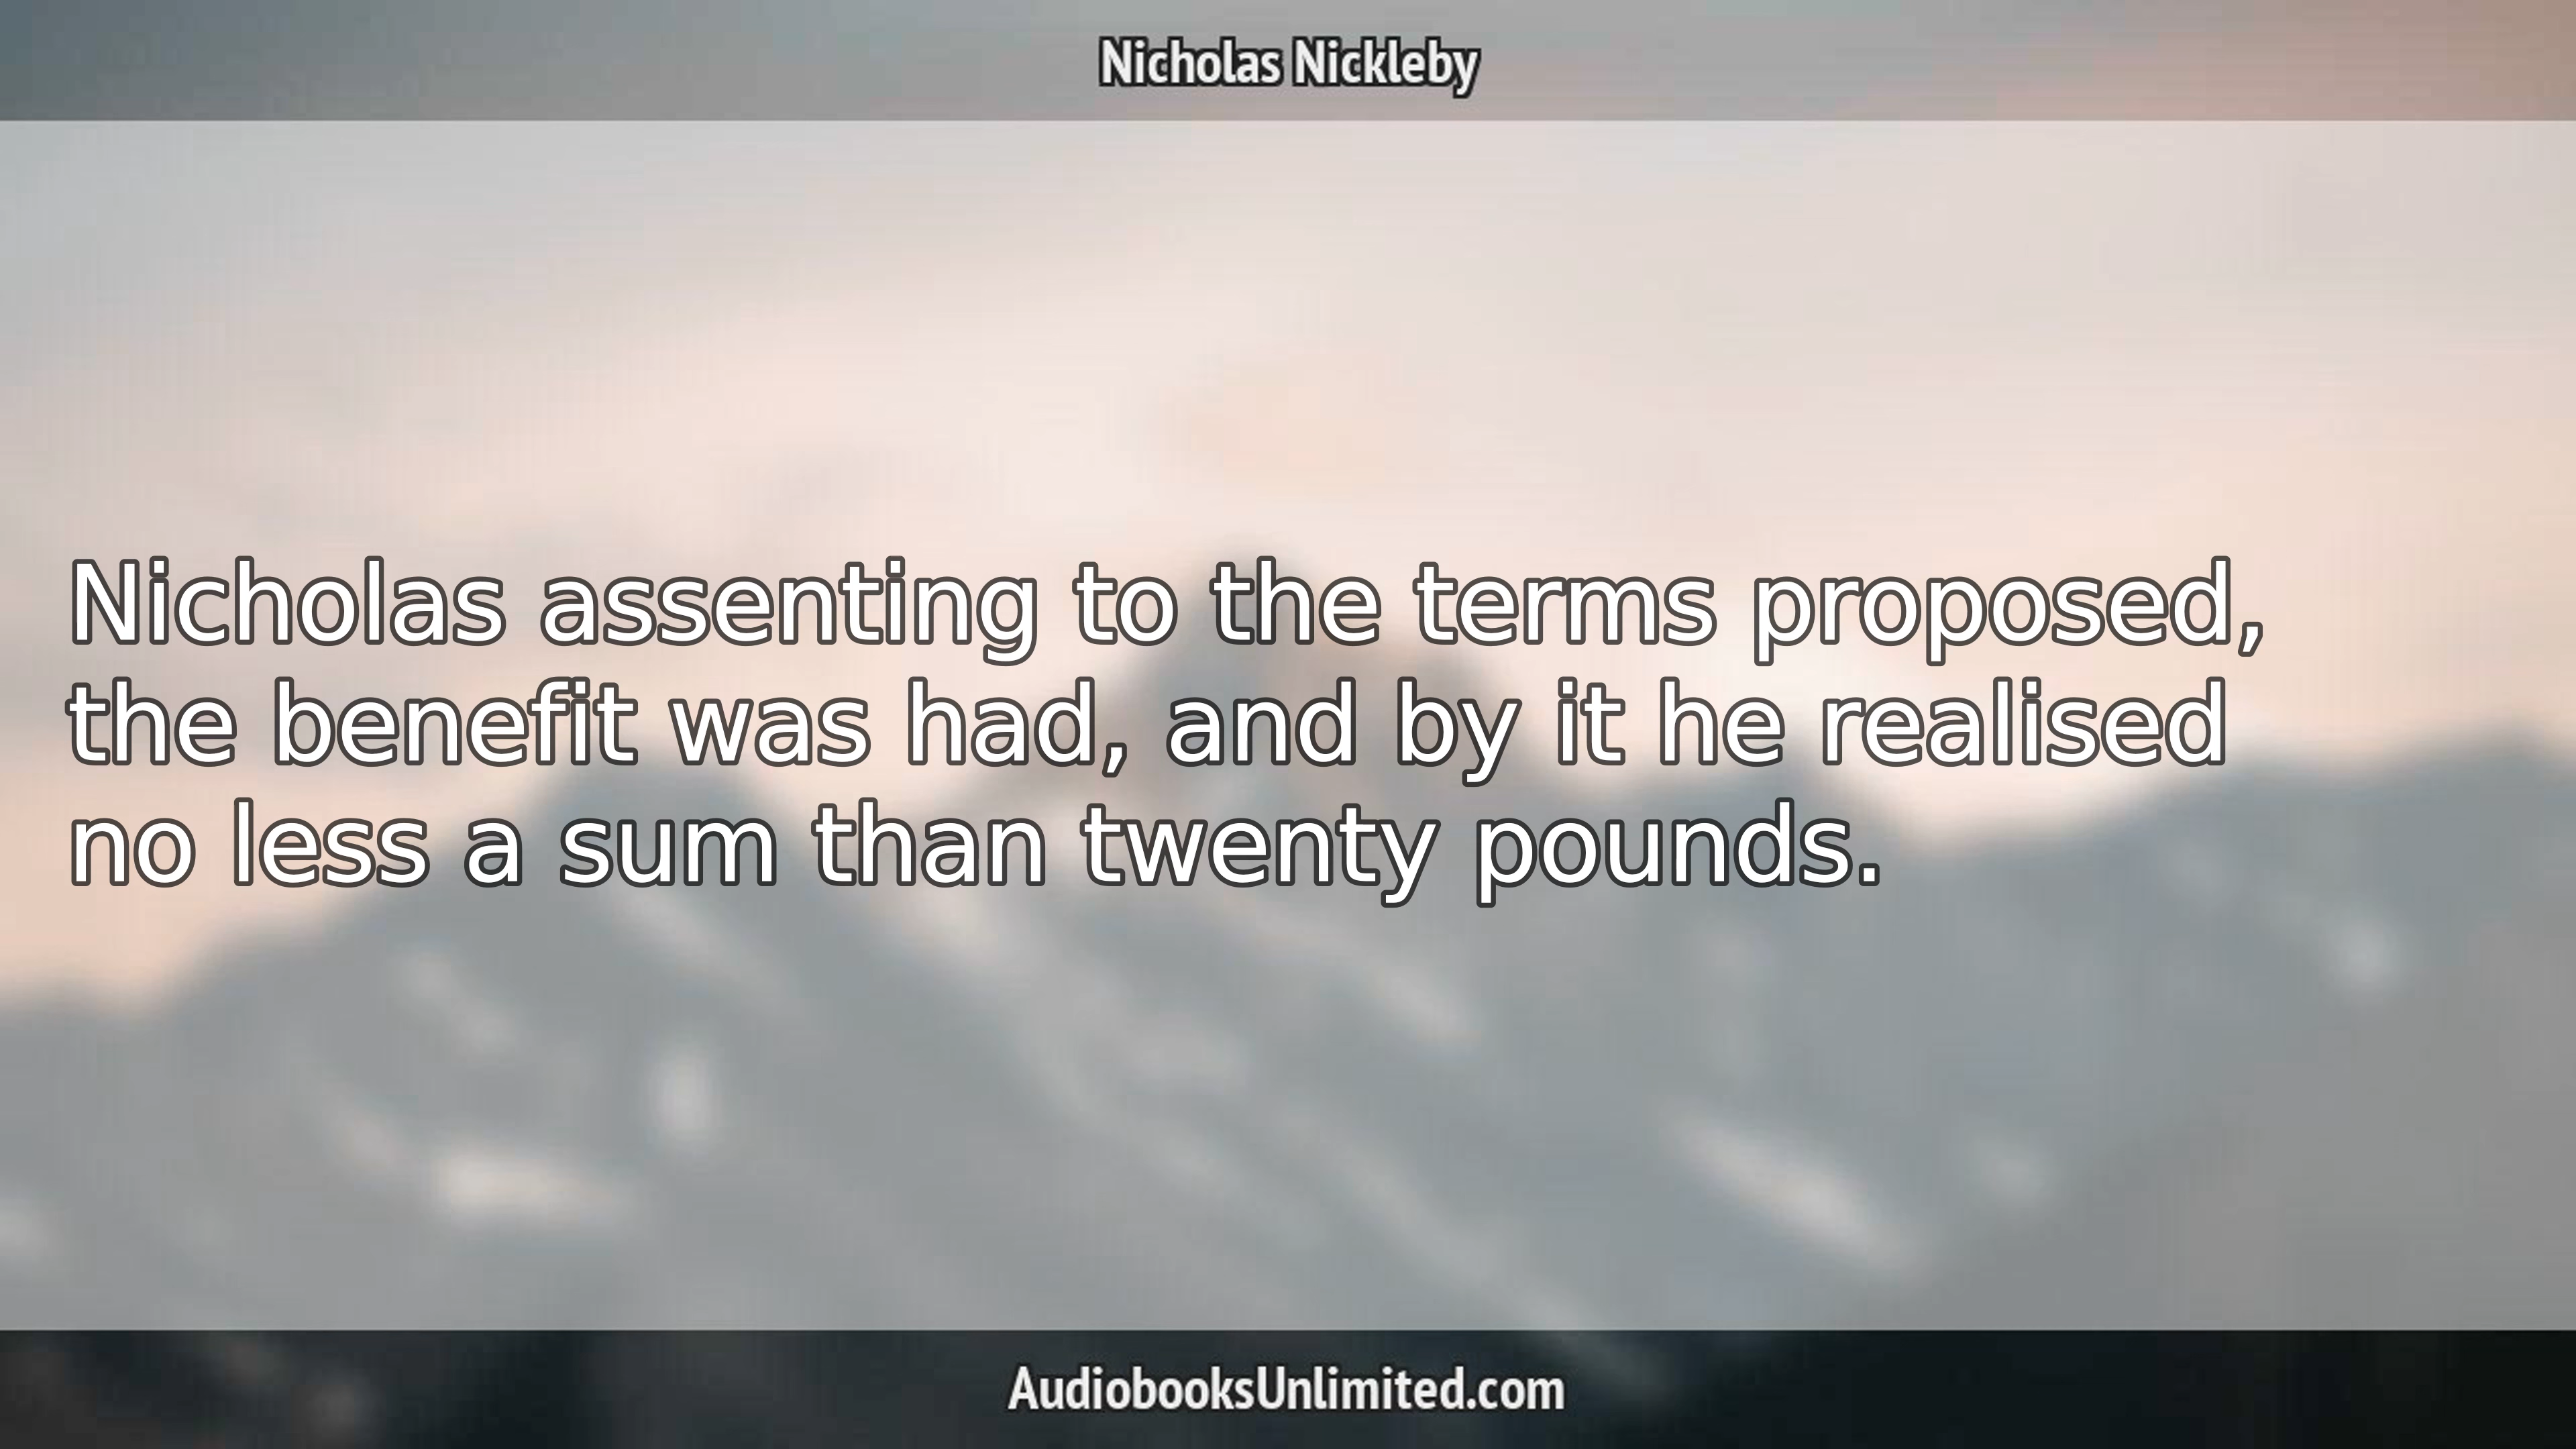 Nicholas Nickleby
Nicholas assenting to the terms proposed,
the benefit was had, and by it he realised
no less a sum than twenty pounds.
AudiobooksUnlimited.com